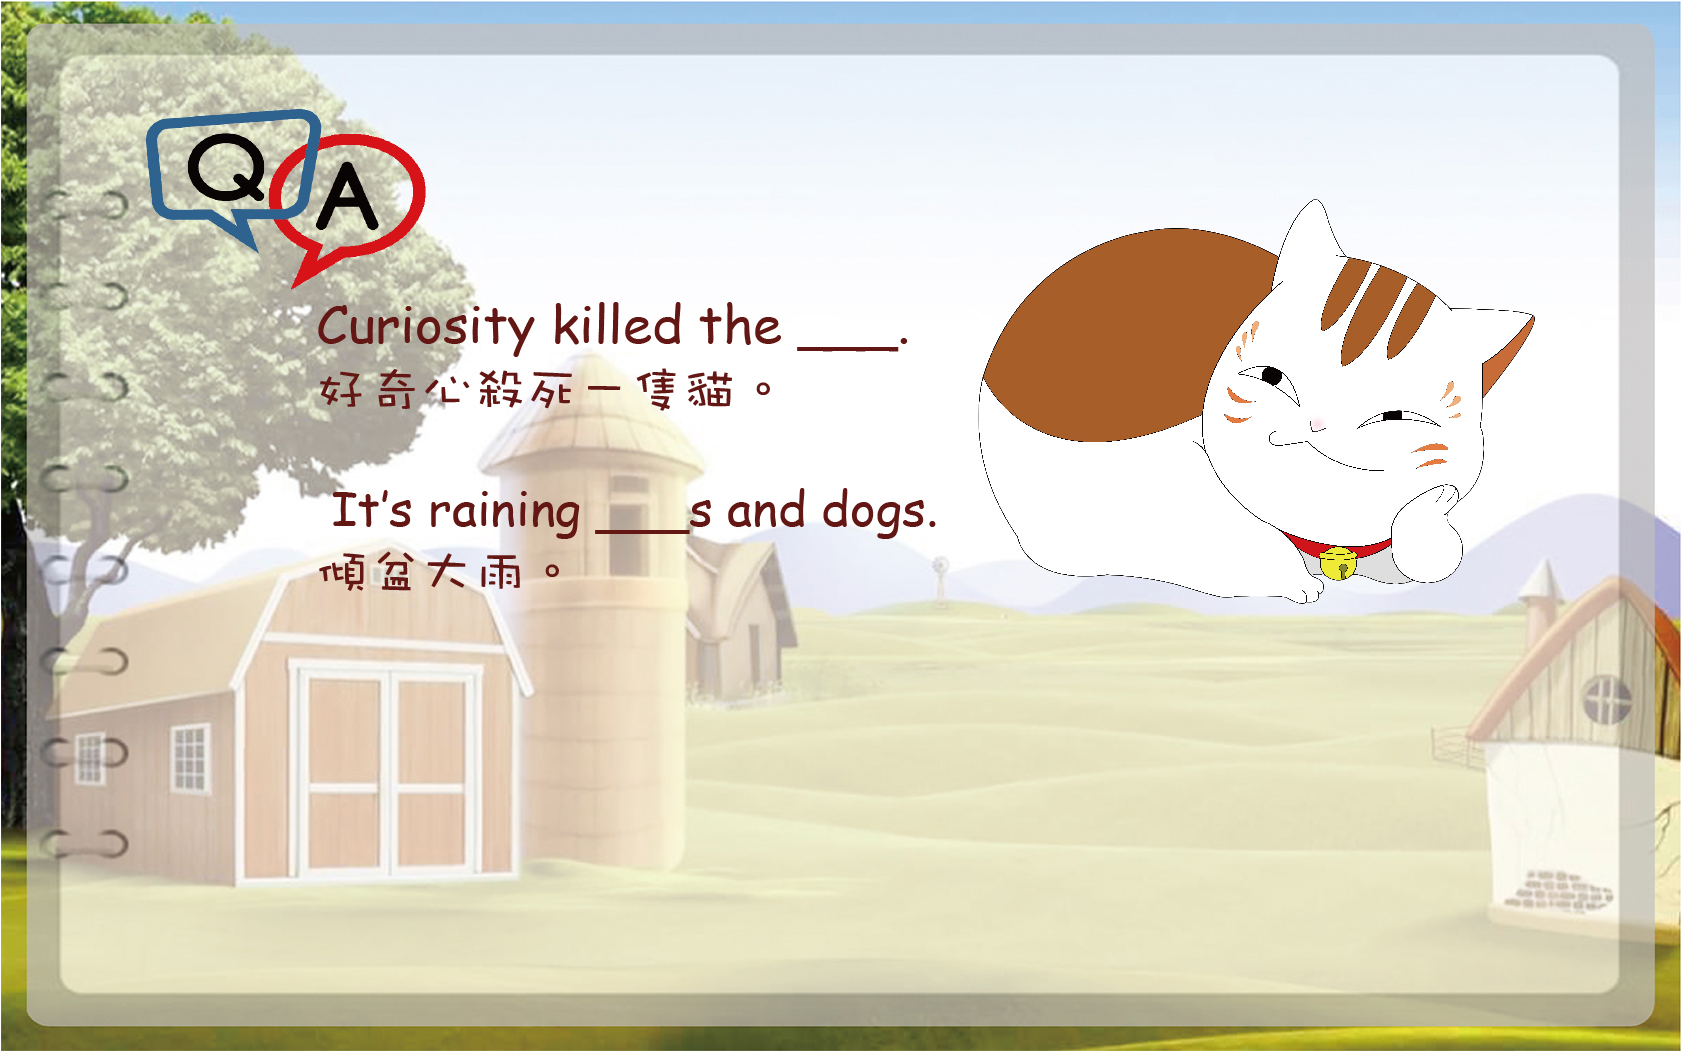 Q A
Curiosity killed the ___.
好奇心殺死一隻貓。
It's raining ___s and dogs.
傾盆大雨。